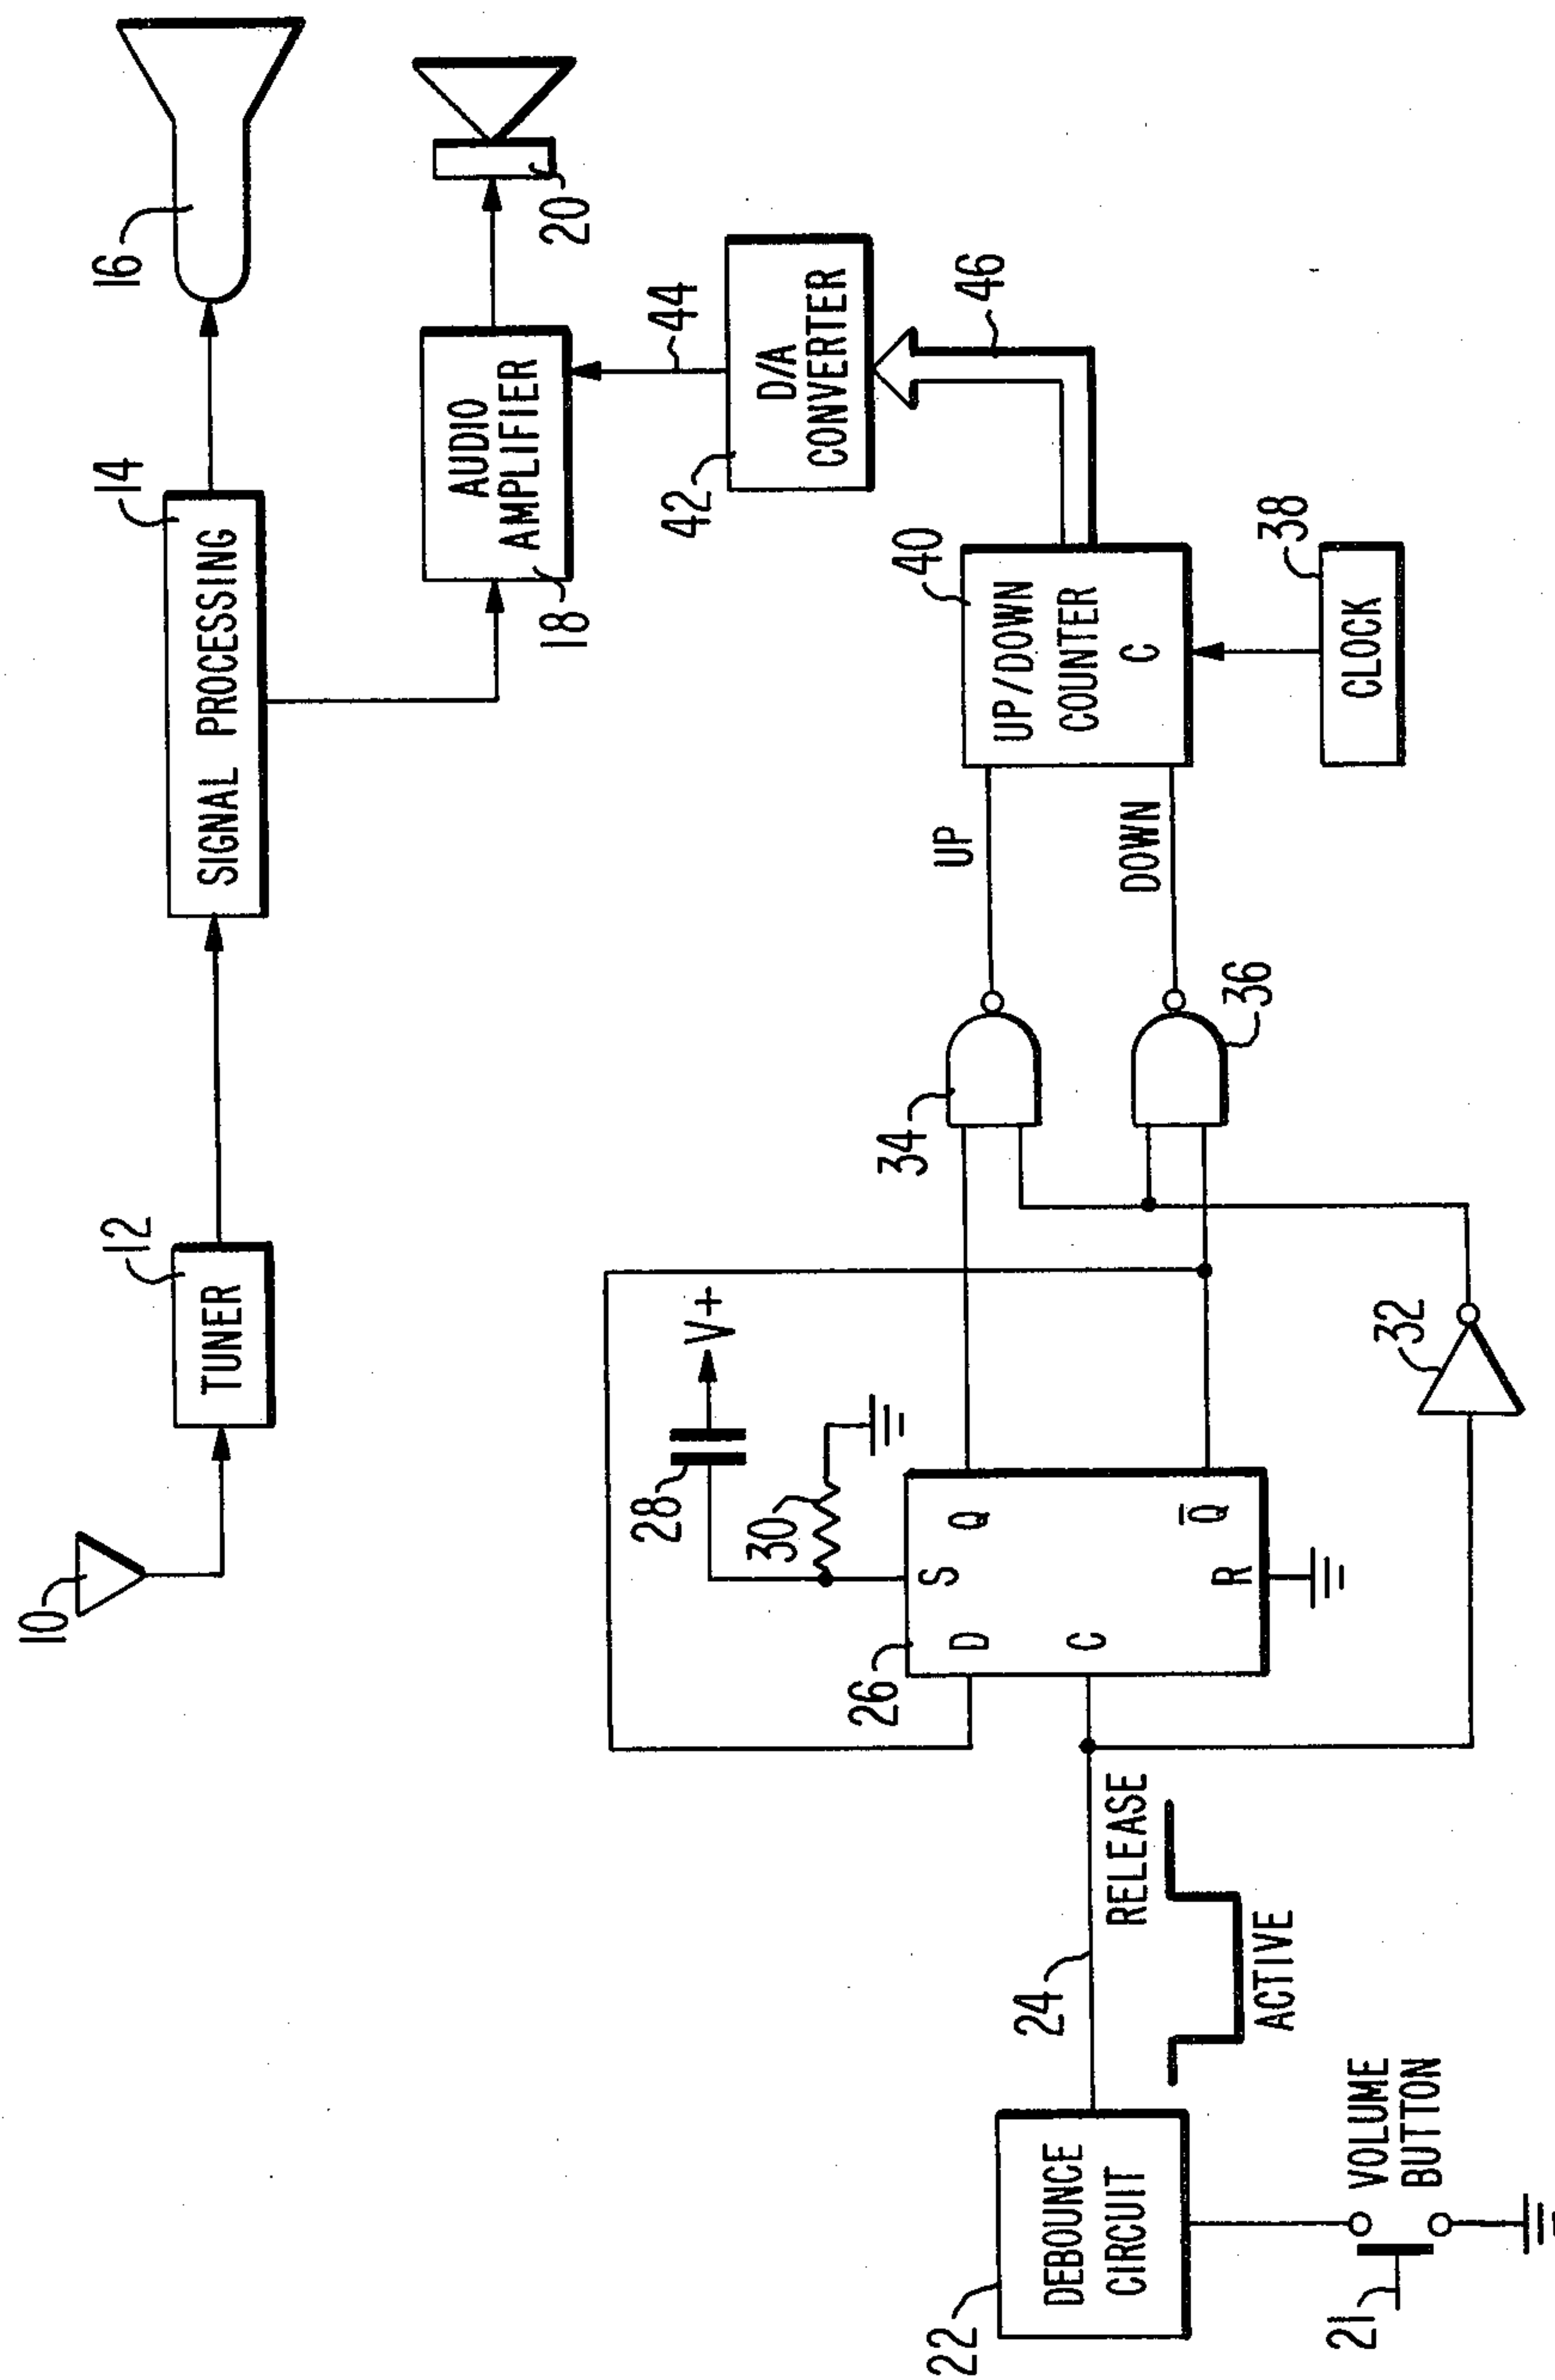 10
12
TUNER
14
SIGNAL PROCESSING
16
18
AUDIO
AMPLIFIER
20
44
42
D/A
CONVERTER
46
28
V+
30
26
S
D
Q
C
R
Q̅
34
UP
40
UP/DOWN
COUNTER
C
36
DOWN
38
CLOCK
32
22
DEBOUNCE
CIRCUIT
24
RELEASE
ACTIVE
21
VOLUME
BUTTON